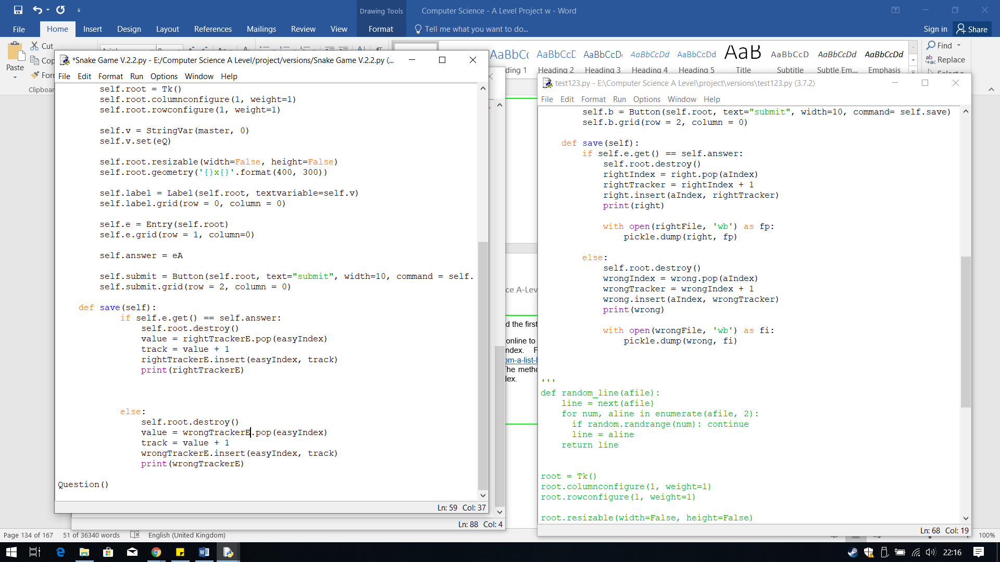 Drawing Tools
Computer Science - A Level Project w - Word
File Home Insert Design Layout References Mailings Review View Format Tell me what you want to do... Sign in Share
Paste
Cut
Clipboar
AaBbCc AaBbCcD AaBbCcDd AaBbCcDd AaBbCcDd AaB AaBbCcD AaBbCcDd AaBbCcDd
ding 1 Heading 2 Heading 3 Heading 4 Heading 5 Title Subtitle Subtle Em... Emphasis
Find
Replace
*Snake Game V.2.2.py - E:/Computer Science A Level/project/versions/Snake Game V.2.2.py (...
File Edit Format Run Options Window Help
self.root = Tk()
self.root.columnconfigure(1, weight=1)
self.root.rowconfigure(1, weight=1)
self.v = StringVar(master, 0)
self.v.set(eQ)
self.root.resizable(width=False, height=False)
self.root.geometry('{}x{}'.format(400, 300))
self.label = Label(self.root, textvariable=self.v)
self.label.grid(row = 0, column = 0)
self.e = Entry(self.root)
self.e.grid(row = 1, column=0)
self.answer = eA
self.submit = Button(self.root, text="submit", width=10, command = self.
self.submit.grid(row = 2, column = 0)
def save(self):
if self.e.get() == self.answer:
self.root.destroy()
value = rightTrackerE.pop(easyIndex)
track = value + 1
rightTrackerE.insert(easyIndex, track)
print(rightTrackerE)
else:
self.root.destroy()
value = wrongTrackerE.pop(easyIndex)
track = value + 1
wrongTrackerE.insert(easyIndex, track)
print(wrongTrackerE)
Question()
Ln: 59 Col: 37
Ln: 88 Col: 4
ce A-Lev
d the first
online to
ndex. F
om-a-list-b
The metho
dex.
test123.py - E:\Computer Science A Level\project\versions\test123.py (3.7.2)
File Edit Format Run Options Window Help
self.b = Button(self.root, text="submit", width=10, command= self.save)
self.b.grid(row = 2, column = 0)
def save(self):
if self.e.get() == self.answer:
self.root.destroy()
rightIndex = right.pop(aIndex)
rightTracker = rightIndex + 1
right.insert(aIndex, rightTracker)
print(right)
with open(rightFile, 'wb') as fp:
pickle.dump(right, fp)
else:
self.root.destroy()
wrongIndex = wrong.pop(aIndex)
wrongTracker = wrongIndex + 1
wrong.insert(aIndex, wrongTracker)
print(wrong)
with open(wrongFile, 'wb') as fi:
pickle.dump(wrong, fi)
'''
def random_line(afile):
line = next(afile)
for num, aline in enumerate(afile, 2):
if random.randrange(num): continue
line = aline
return line
root = Tk()
root.columnconfigure(1, weight=1)
root.rowconfigure(1, weight=1)
root.resizable(width=False, height=False)
Ln: 68 Col: 19
Page 134 of 167 51 of 36340 words English (United Kingdom) 100%
22:16